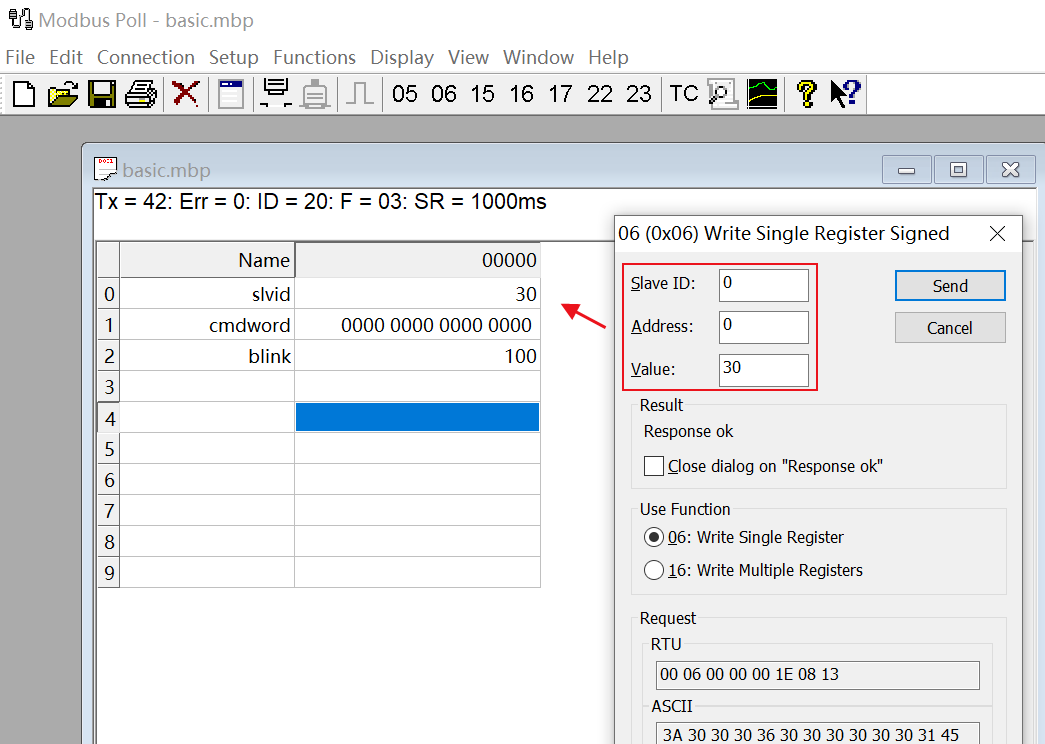 Modbus Poll - basic.mbp
File Edit Connection Setup Functions Display View Window Help
05 06 15 16 17 22 23 TC
basic.mbp
Tx = 42: Err = 0: ID = 20: F = 03: SR = 1000ms
Name 00000
0 slvid 30
1 cmdword 0000 0000 0000 0000
2 blink 100
3
4
5
6
7
8
9
06 (0x06) Write Single Register Signed
Slave ID: 0 Send
Address: 0 Cancel
Value: 30
Result
Response ok
Close dialog on "Response ok"
Use Function
06: Write Single Register
16: Write Multiple Registers
Request
RTU
00 06 00 00 00 1E 08 13
ASCII
3A 30 30 30 36 30 30 30 30 30 30 31 45